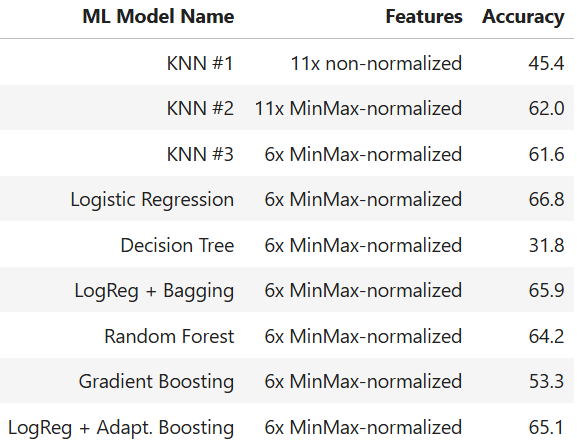 ML Model Name Features Accuracy
KNN #1 11x non-normalized 45.4
KNN #2 11x MinMax-normalized 62.0
KNN #3 6x MinMax-normalized 61.6
Logistic Regression 6x MinMax-normalized 66.8
Decision Tree 6x MinMax-normalized 31.8
LogReg + Bagging 6x MinMax-normalized 65.9
Random Forest 6x MinMax-normalized 64.2
Gradient Boosting 6x MinMax-normalized 53.3
LogReg + Adapt. Boosting 6x MinMax-normalized 65.1